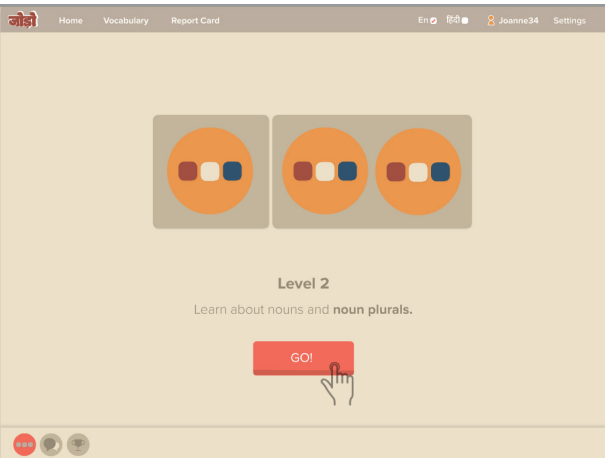 जोड़ो Home Vocabulary Report Card En हिंदी Joanne34 Settings
Level 2
Learn about nouns and noun plurals.
GO!